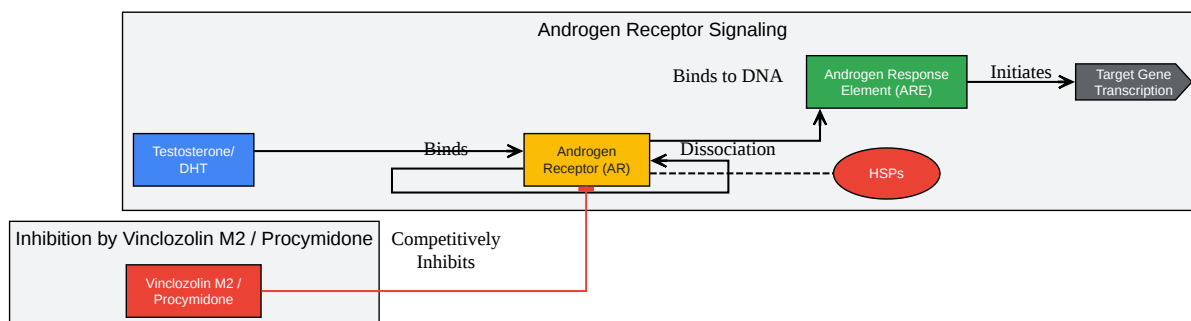 Androgen Receptor Signaling
Binds to DNA
Androgen Response
Element (ARE)
Initiates
Target Gene
Transcription
Testosterone/
DHT
Binds
Androgen
Receptor (AR)
Dissociation
HSPs
Inhibition by Vinclozolin M2 / Procymidone
Vinclozolin M2 /
Procymidone
Competitively
Inhibits